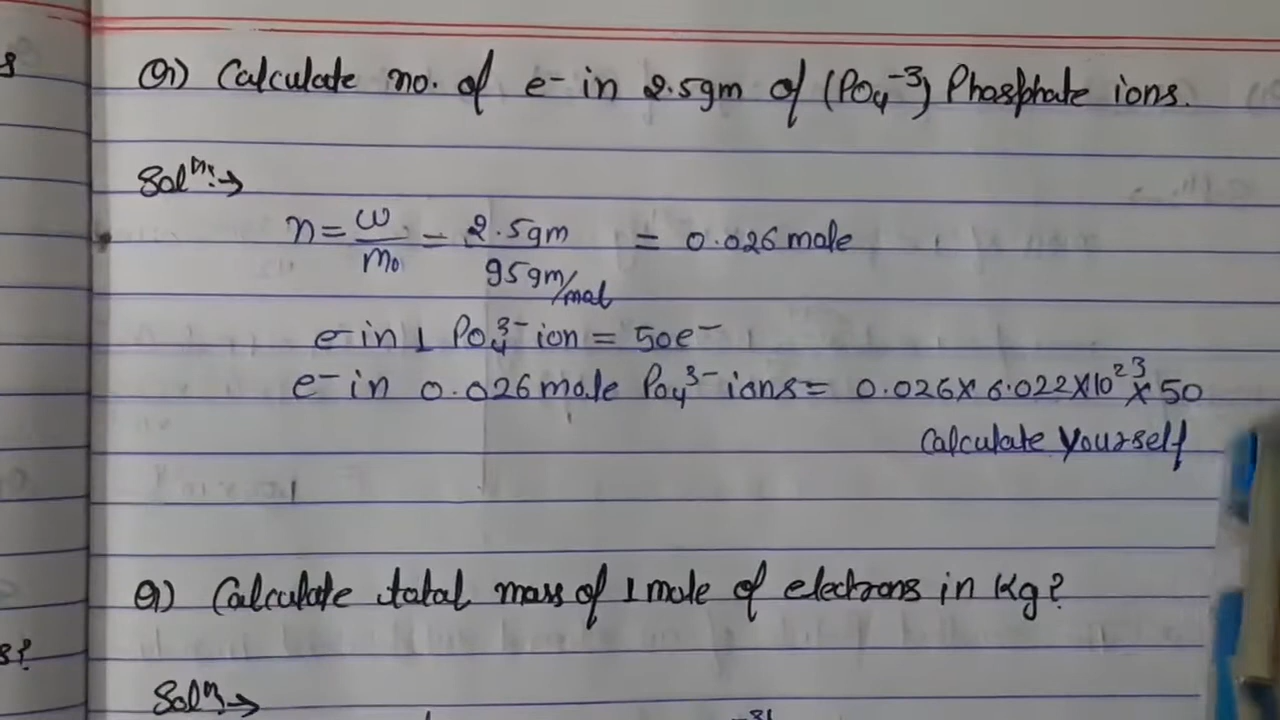 Q) Calculate no. of e⁻ in 2.5gm of (PO₄⁻³) Phosphate ions.
Solⁿ:→
n = w/m₀ = 2.5gm/95gm/mol = 0.026 mole
e⁻ in 1 PO₄³⁻ ion = 50e⁻
e⁻ in 0.026 mole PO₄³⁻ ions = 0.026 × 6.022 × 10²³ × 50
Calculate Yourself
Q) Calculate total mass of 1 mole of electrons in Kg?
Solⁿ:→